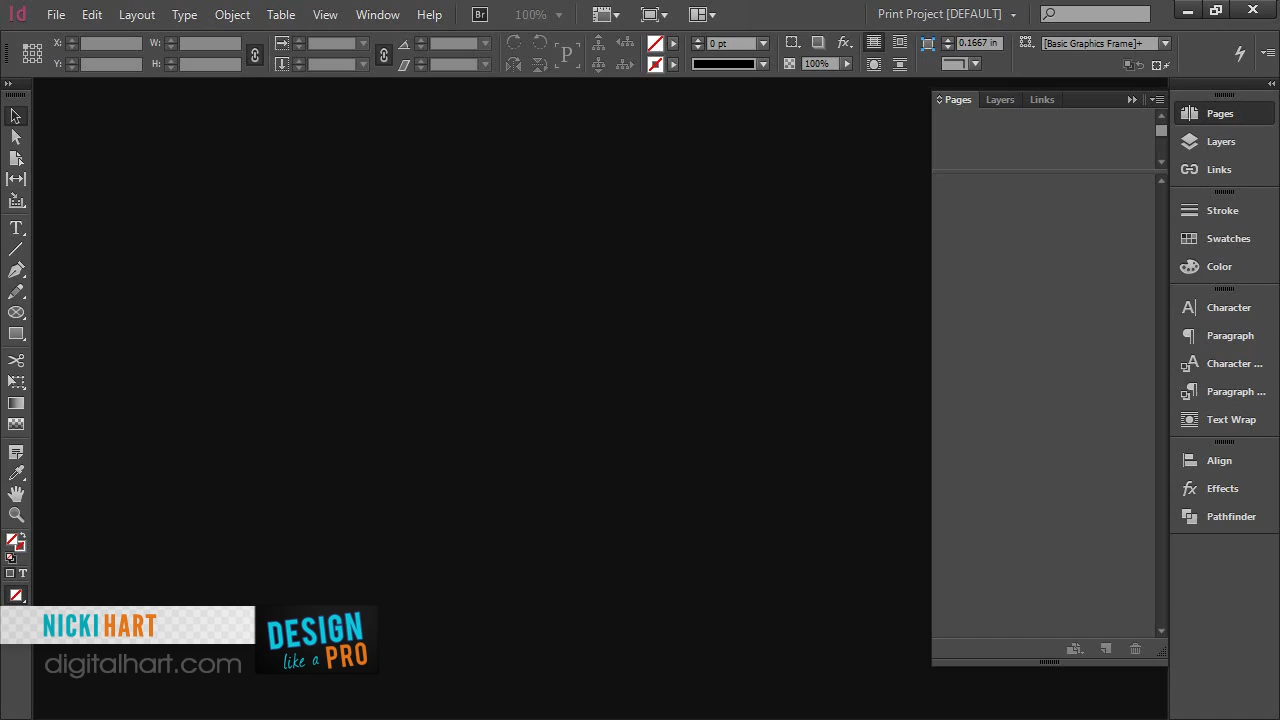 Id File Edit Layout Type Object Table View Window Help Br 100% Print Project [DEFAULT]
X: W: 0 pt fx. 0.1667 in [Basic Graphics Frame]+
Y: H: P 100%
Pages Layers Links
Pages
Layers
Links
Stroke
Swatches
Color
Character
Paragraph
Character ...
Paragraph ...
Text Wrap
Align
fx Effects
Pathfinder
T
T
NICKI HART
digitalhart.com
DESIGN
like a PRO